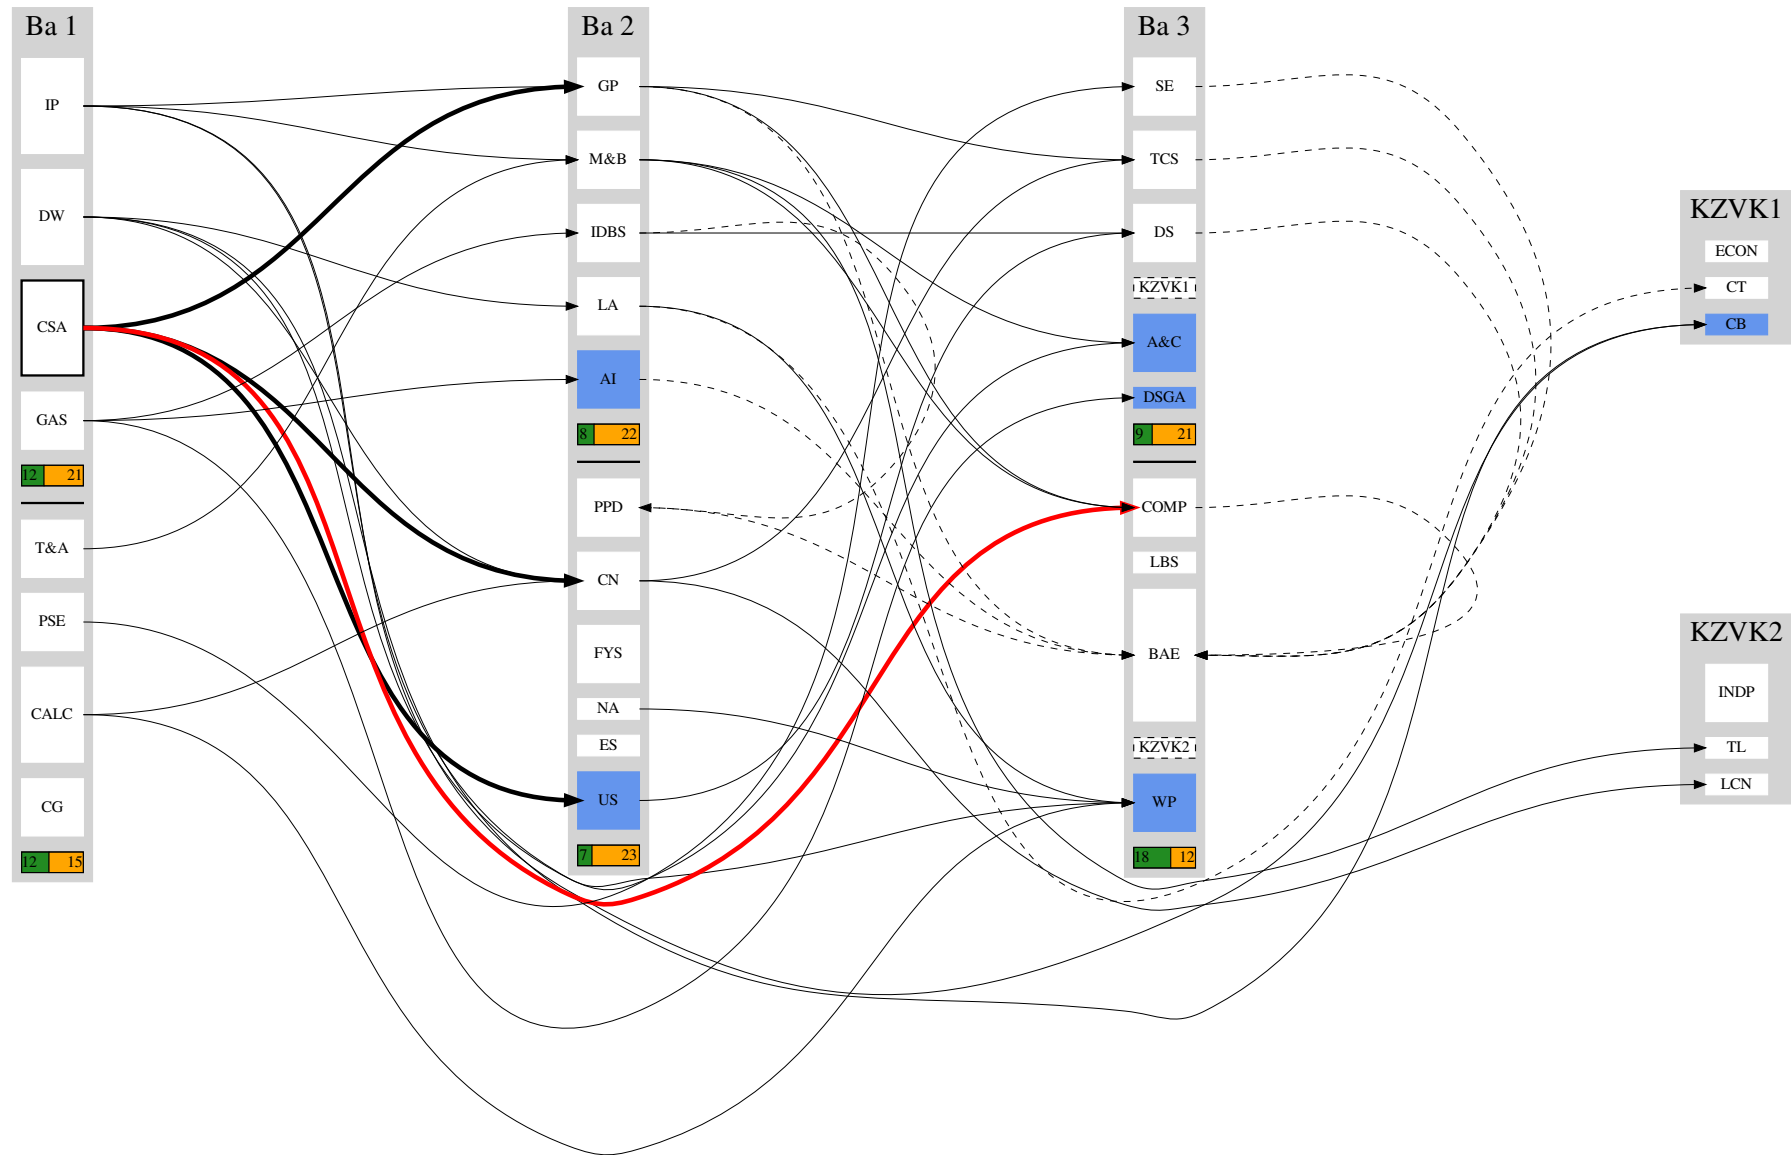 Ba 1
IP
DW
CSA
GAS
12 21
T&A
PSE
CALC
CG
12 15
Ba 2
GP
M&B
IDBS
LA
AI
8 22
PPD
CN
FYS
NA
ES
US
7 23
Ba 3
SE
TCS
DS
KZVK1
A&C
DSGA
9 21
COMP
LBS
BAE
KZVK2
WP
18 12
KZVK1
ECON
CT
CB
KZVK2
INDP
TL
LCN